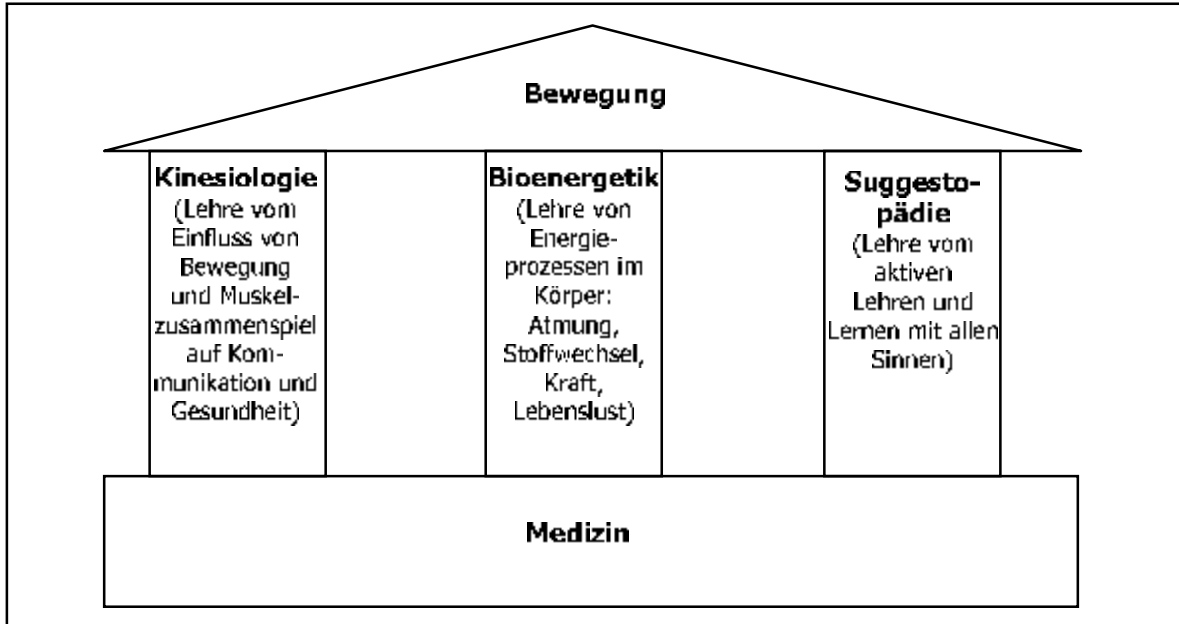 Bewegung
Kinesiologie
(Lehre vom
Einfluss von
Bewegung
und Muskel-
zusammenspiel
auf Kom-
munikation und
Gesundheit)
Bioenergetik
(Lehre von
Energie-
prozessen im
Körper:
Atmung,
Stoffwechsel,
Kraft,
Lebenslust)
Suggesto-
pädie
(Lehre vom
aktiven
Lehren und
Lernen mit allen
Sinnen)
Medizin